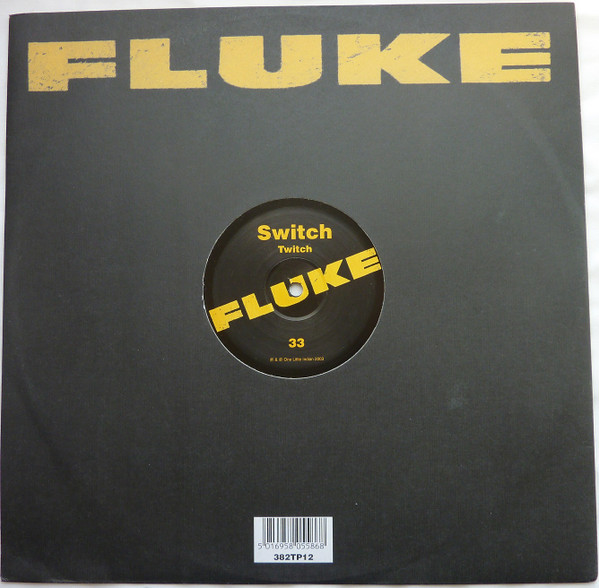 FLUKE
Switch
Twitch
FLUKE
33
℗ & © One Little Indian 2003
5 016958 055868
382TP12